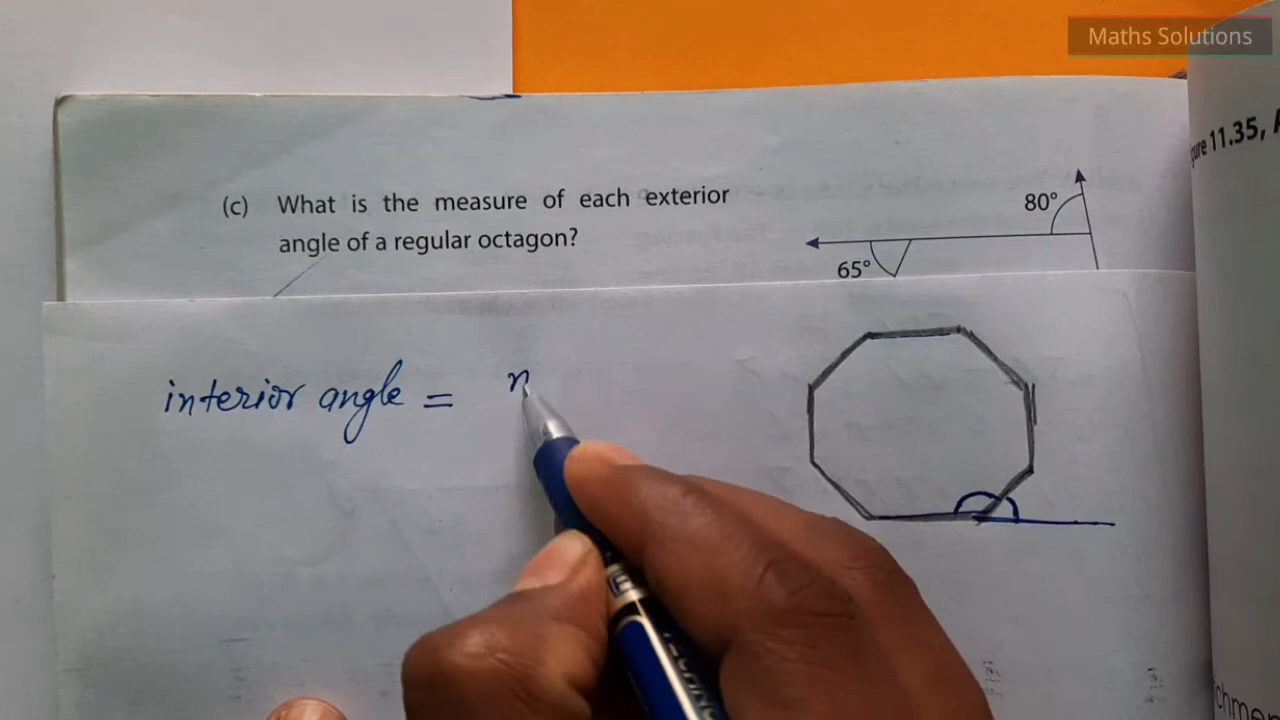 Maths Solutions
ure 11.35,
(c) What is the measure of each exterior
angle of a regular octagon?
80°
65°
interior angle = n